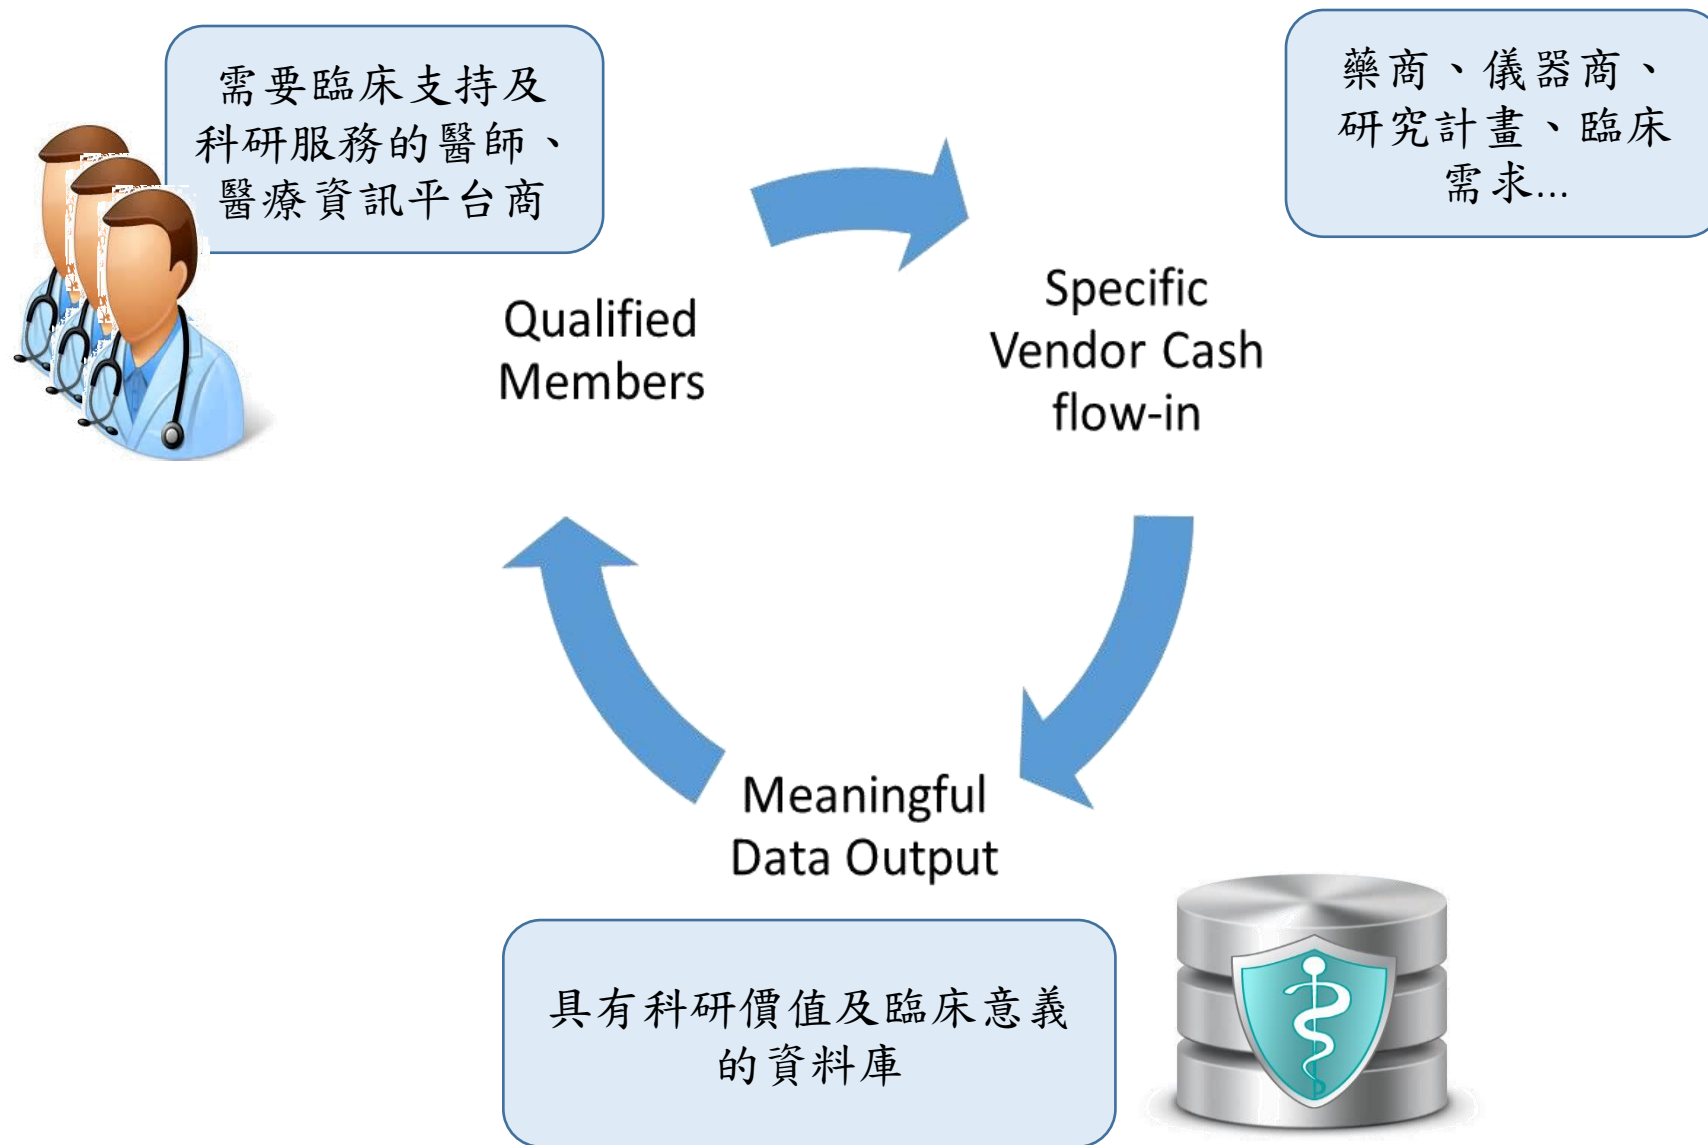 需要臨床支持及
科研服務的醫師、
醫療資訊平台商
藥商、儀器商、
研究計畫、臨床
需求...
Qualified
Members
Specific
Vendor Cash
flow-in
Meaningful
Data Output
具有科研價值及臨床意義
的資料庫